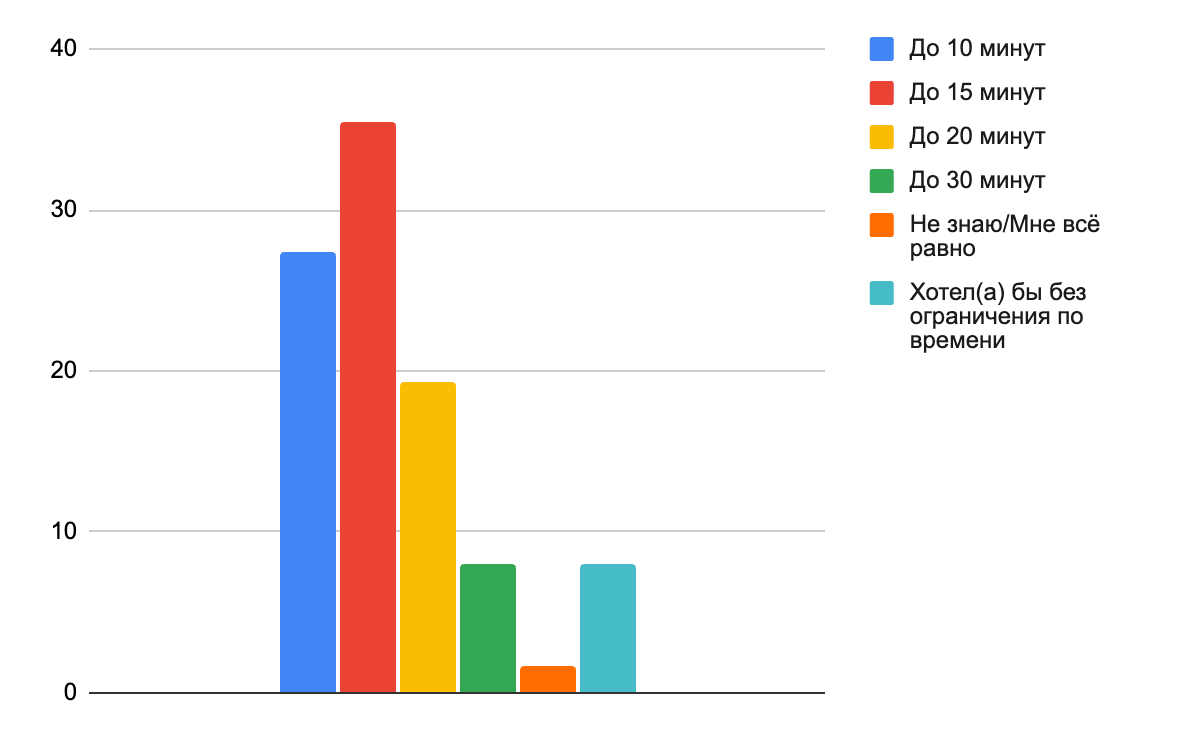 40
30
20
10
0
До 10 минут
До 15 минут
До 20 минут
До 30 минут
Не знаю/Мне всё
равно
Хотел(а) бы без
ограничения по
времени